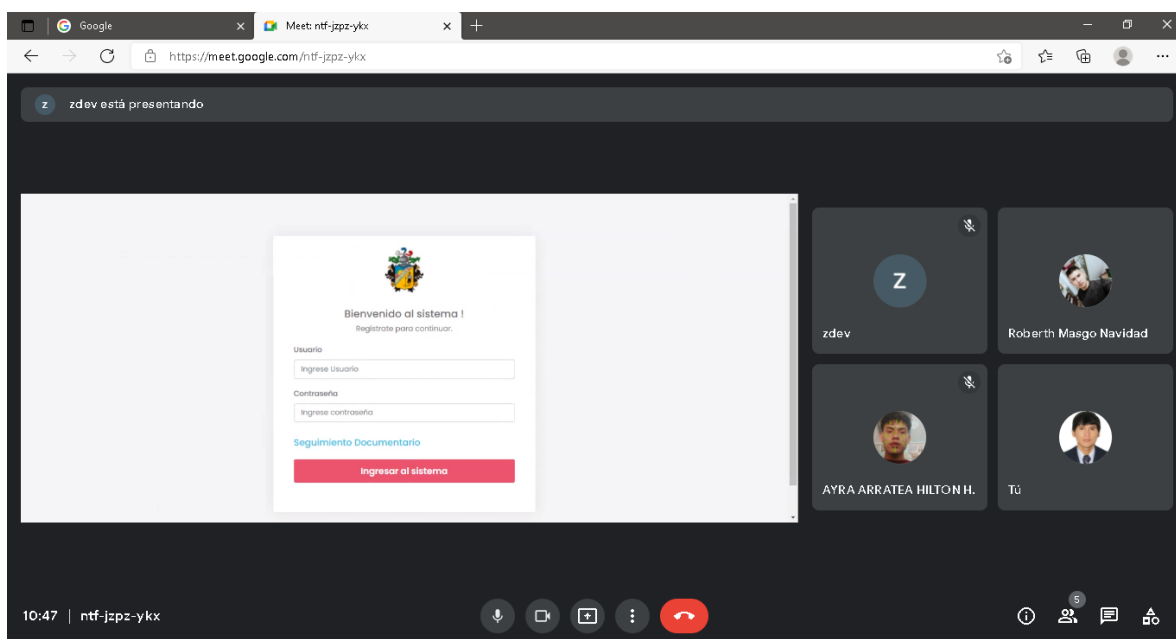 Google
Meet: ntf-jzpz-ykx
https://meet.google.com/ntf-jzpz-ykx
z zdev está presentando
Bienvenido al sistema !
Registrate para continuar.
Usuario
Ingrese Usuario
Contraseña
Ingrese contraseña
Seguimiento Documentario
Ingresar al sistema
Z
zdev
Roberth Masgo Navidad
AYRA ARRATEA HILTON H.
Tú
10:47 | ntf-jzpz-ykx
5